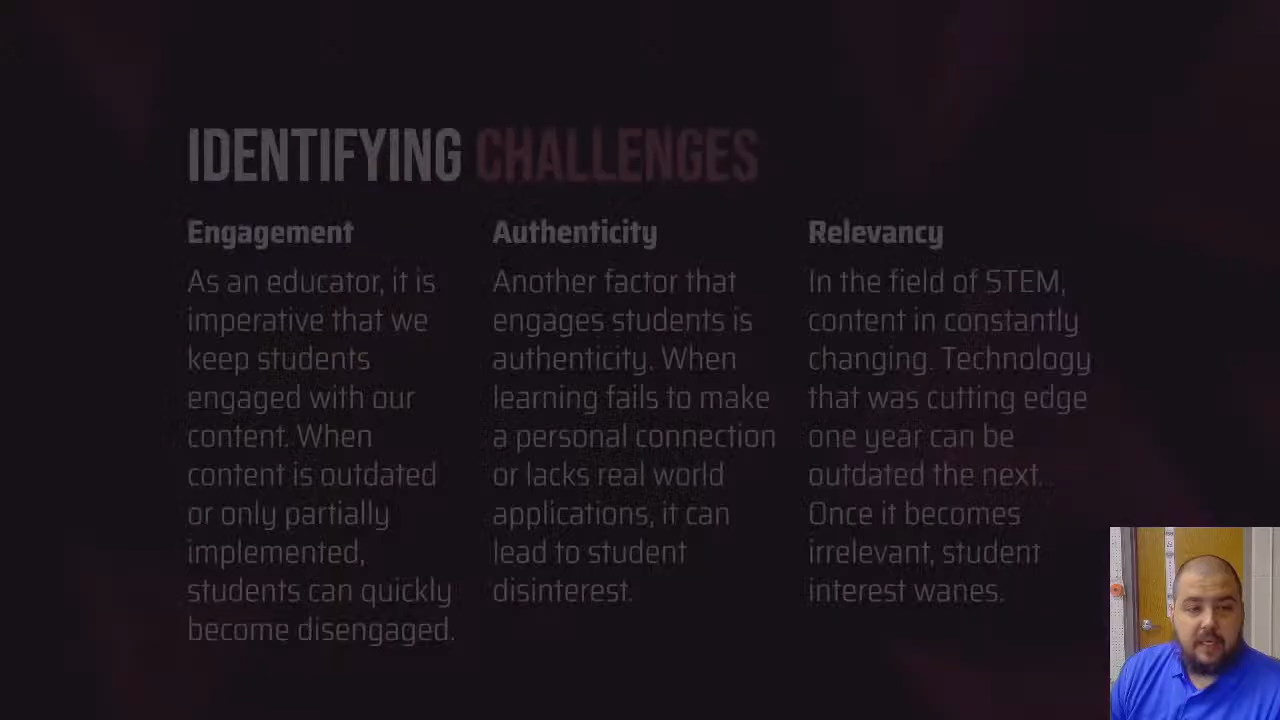 IDENTIFYING CHALLENGES
Engagement
As an educator, it is
imperative that we
keep students
engaged with our
content. When
content is outdated
or only partially
implemented,
students can quickly
become disengaged.
Authenticity
Another factor that
engages students is
authenticity. When
learning fails to make
a personal connection
or lacks real world
applications, it can
lead to student
disinterest.
Relevancy
In the field of STEM,
content in constantly
changing. Technology
that was cutting edge
one year can be
outdated the next.
Once it becomes
irrelevant, student
interest wanes.